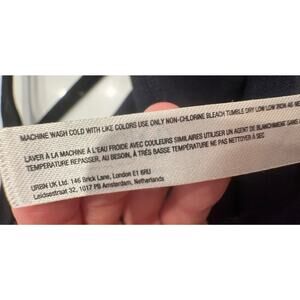 MACHINE WASH COLD WITH LIKE COLORS USE ONLY NON-CHLORINE BLEACH TUMBLE DRY LOW LOW IRON AS
LAVER À LA MACHINE À L'EAU FROIDE AVEC COULEURS SIMILAIRES UTILISER UN AGENT DE BLANCHIMENT SANS
TEMPÉRATURE REPASSER, AU BESOIN, À TRÈS BASSE TEMPÉRATURE NE PAS NETTOYER À SEC
URBN UK Ltd. 146 Brick Lane, London E1 6RU
Leidsestraat 32, 1017 PB Amsterdam, Netherlands